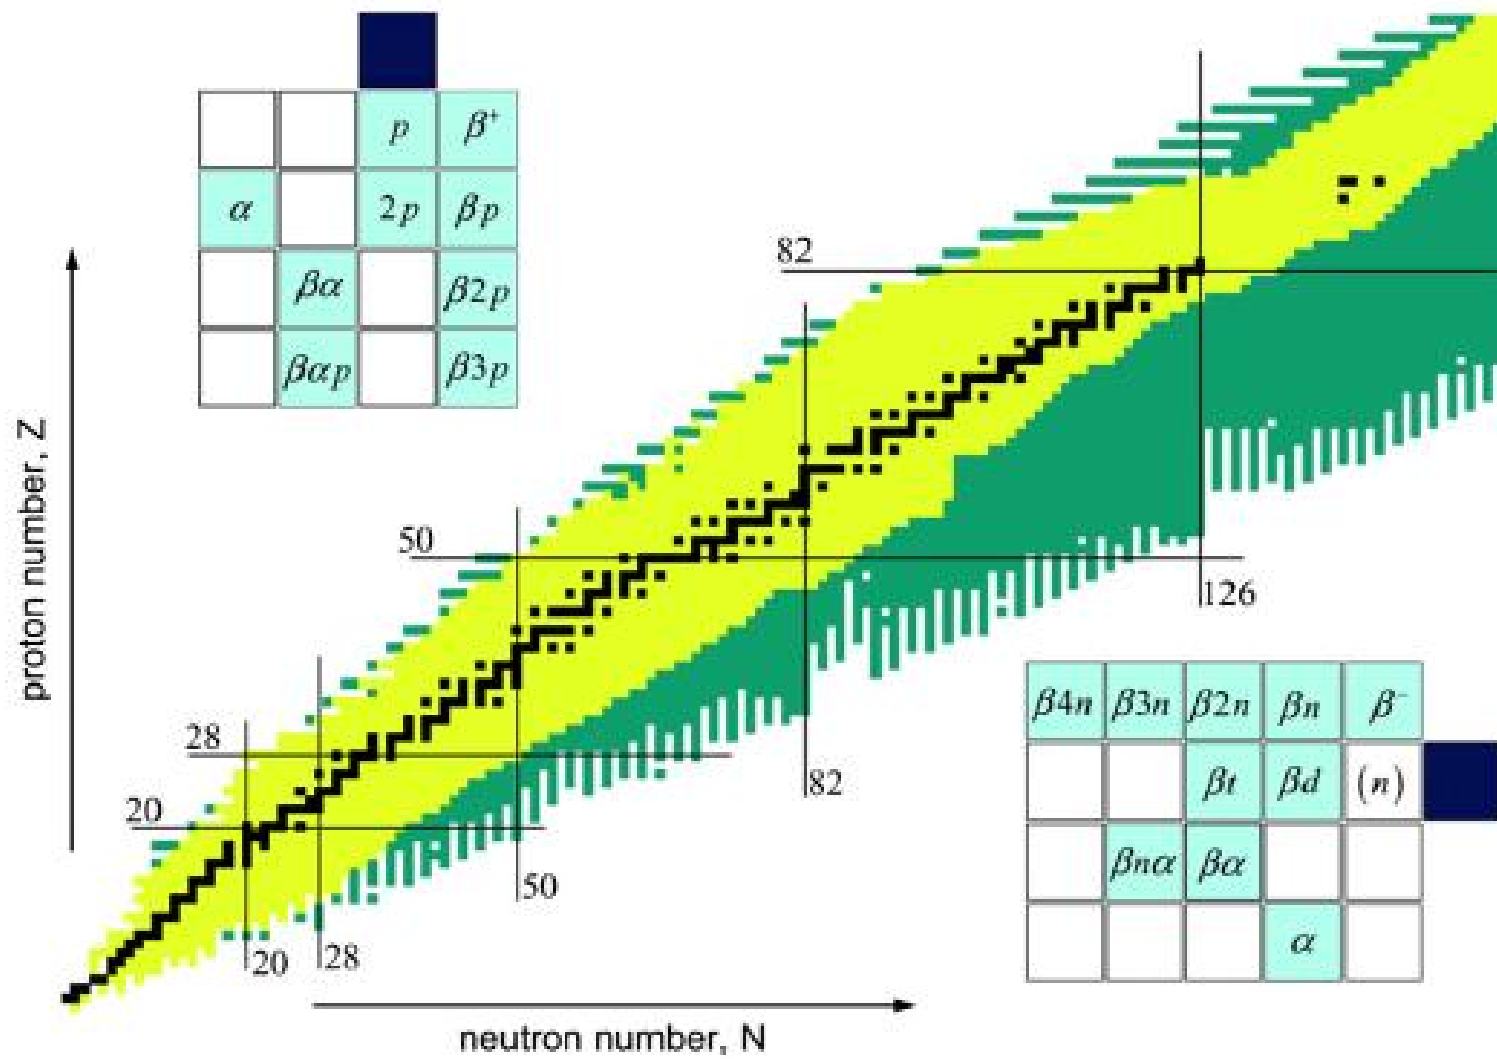 p β⁺
α 2p βp
βα β2p
βαp β3p
82
50
28
20
proton number, Z
20
28
50
82
126
neutron number, N
β4n β3n β2n βn β⁻
βt βd (n)
βnα βα
α